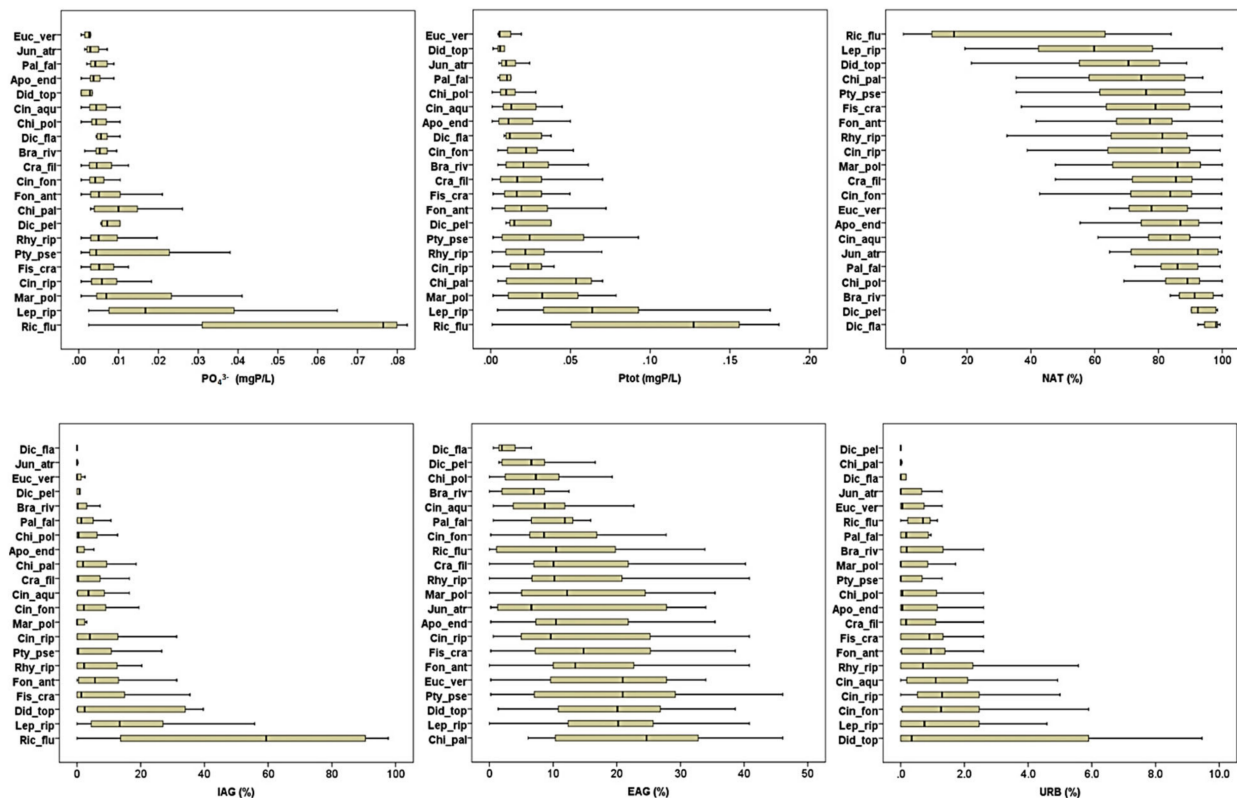 Euc_ver
Jun_atr
Pal_fal
Apo_end
Did_top
Cin_aqu
Chi_pol
Dic_fla
Bra_riv
Cra_fil
Cin_fon
Fon_ant
Chi_pal
Dic_pel
Rhy_rip
Pty_pse
Fis_cra
Cin_rip
Mar_pol
Lep_rip
Ric_flu
.00 .01 .02 .03 .04 .05 .06 .07 .08
PO₄³⁻ (mgP/L)
Euc_ver
Did_top
Jun_atr
Pal_fal
Chi_pol
Cin_aqu
Apo_end
Dic_fla
Cin_fon
Bra_riv
Cra_fil
Fis_cra
Fon_ant
Dic_pel
Pty_pse
Rhy_rip
Cin_rip
Chi_pal
Mar_pol
Lep_rip
Ric_flu
.00 .05 .10 .15 .20
Ptot (mgP/L)
Ric_flu
Lep_rip
Did_top
Chi_pal
Pty_pse
Fis_cra
Fon_ant
Rhy_rip
Cin_rip
Mar_pol
Cra_fil
Cin_fon
Euc_ver
Apo_end
Cin_aqu
Jun_atr
Pal_fal
Chi_pol
Bra_riv
Dic_pel
Dic_fla
0 20 40 60 80 100
NAT (%)
Dic_fla
Jun_atr
Euc_ver
Dic_pel
Bra_riv
Pal_fal
Chi_pol
Apo_end
Chi_pal
Cra_fil
Cin_aqu
Cin_fon
Mar_pol
Cin_rip
Pty_pse
Rhy_rip
Fon_ant
Fis_cra
Did_top
Lep_rip
Ric_flu
0 20 40 60 80 100
IAG (%)
Dic_fla
Dic_pel
Chi_pol
Bra_riv
Cin_aqu
Pal_fal
Cin_fon
Ric_flu
Cra_fil
Rhy_rip
Mar_pol
Jun_atr
Apo_end
Cin_rip
Fis_cra
Fon_ant
Euc_ver
Pty_pse
Did_top
Lep_rip
Chi_pal
0 10 20 30 40 50
EAG (%)
Dic_pel
Chi_pal
Dic_fla
Jun_atr
Euc_ver
Ric_flu
Pal_fal
Bra_riv
Mar_pol
Pty_pse
Chi_pol
Apo_end
Cra_fil
Fis_cra
Fon_ant
Rhy_rip
Cin_aqu
Cin_rip
Cin_fon
Lep_rip
Did_top
.0 2.0 4.0 6.0 8.0 10.0
URB (%)